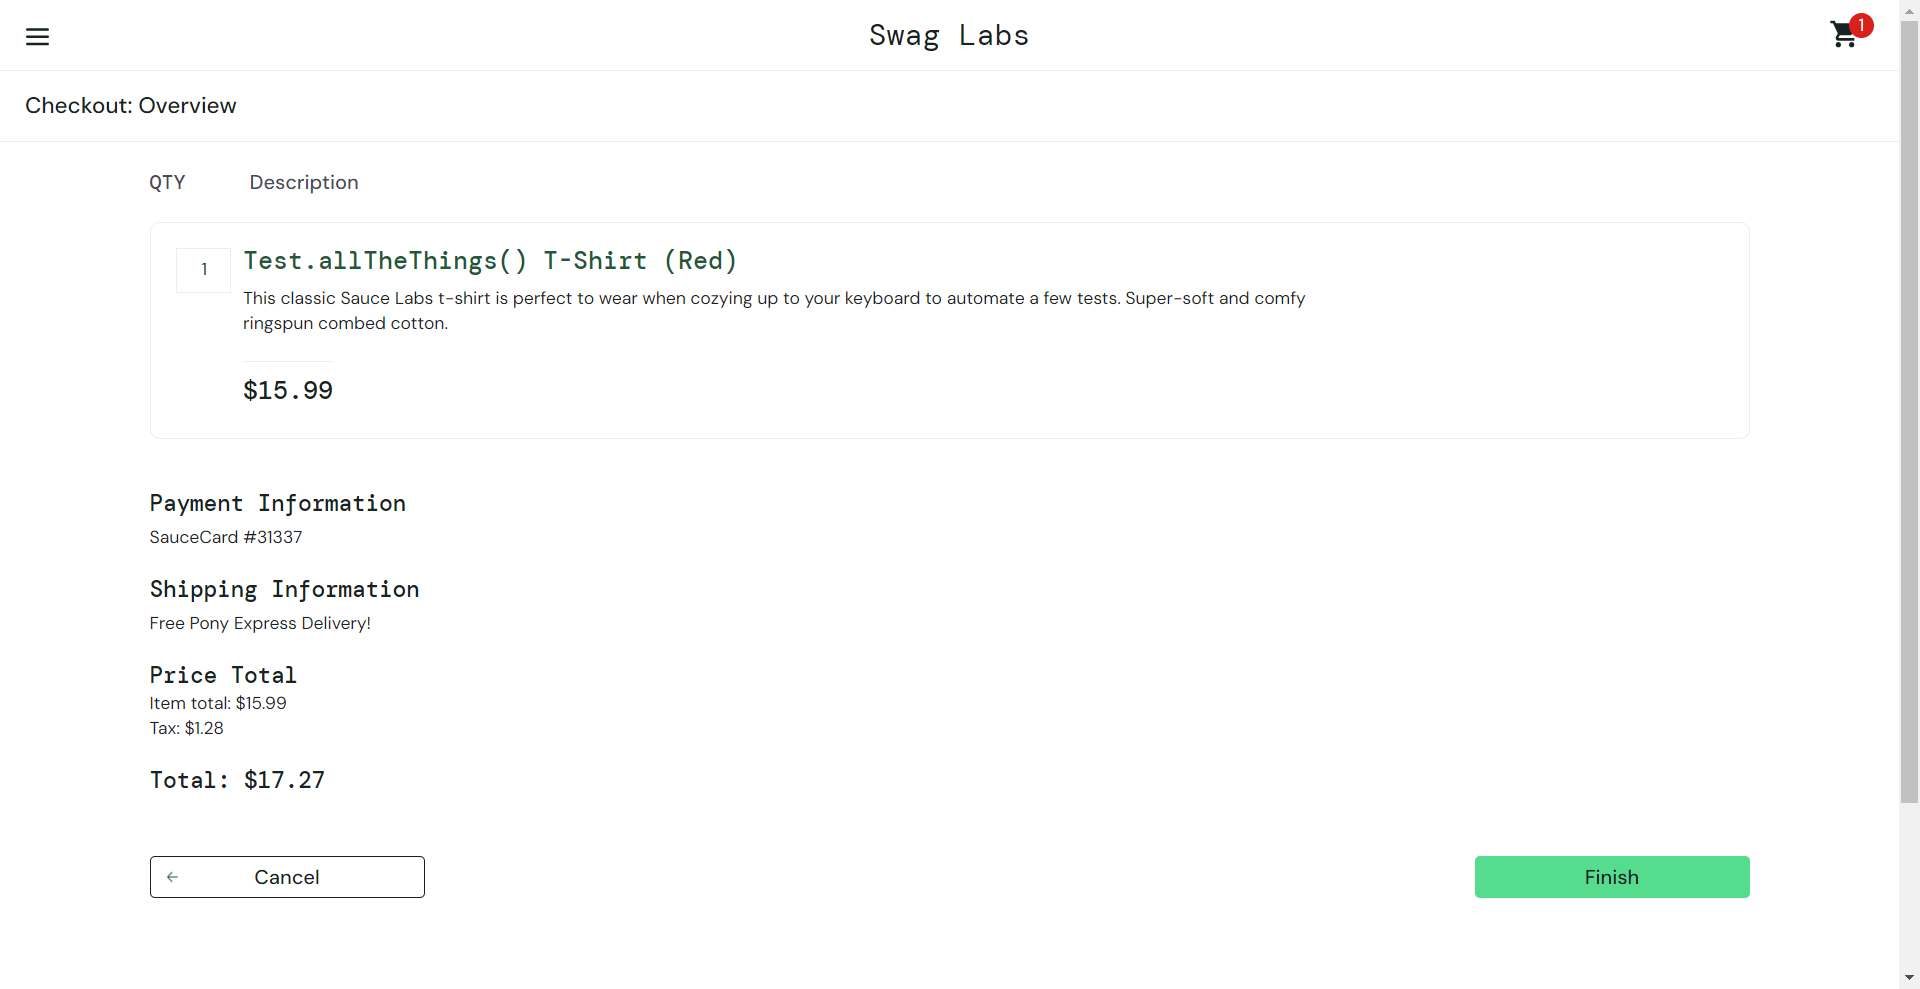 Swag Labs
1
Checkout: Overview
QTY Description
1
Test.allTheThings() T-Shirt (Red)
This classic Sauce Labs t-shirt is perfect to wear when cozying up to your keyboard to automate a few tests. Super-soft and comfy
ringspun combed cotton.
$15.99
Payment Information
SauceCard #31337
Shipping Information
Free Pony Express Delivery!
Price Total
Item total: $15.99
Tax: $1.28
Total: $17.27
Cancel
Finish